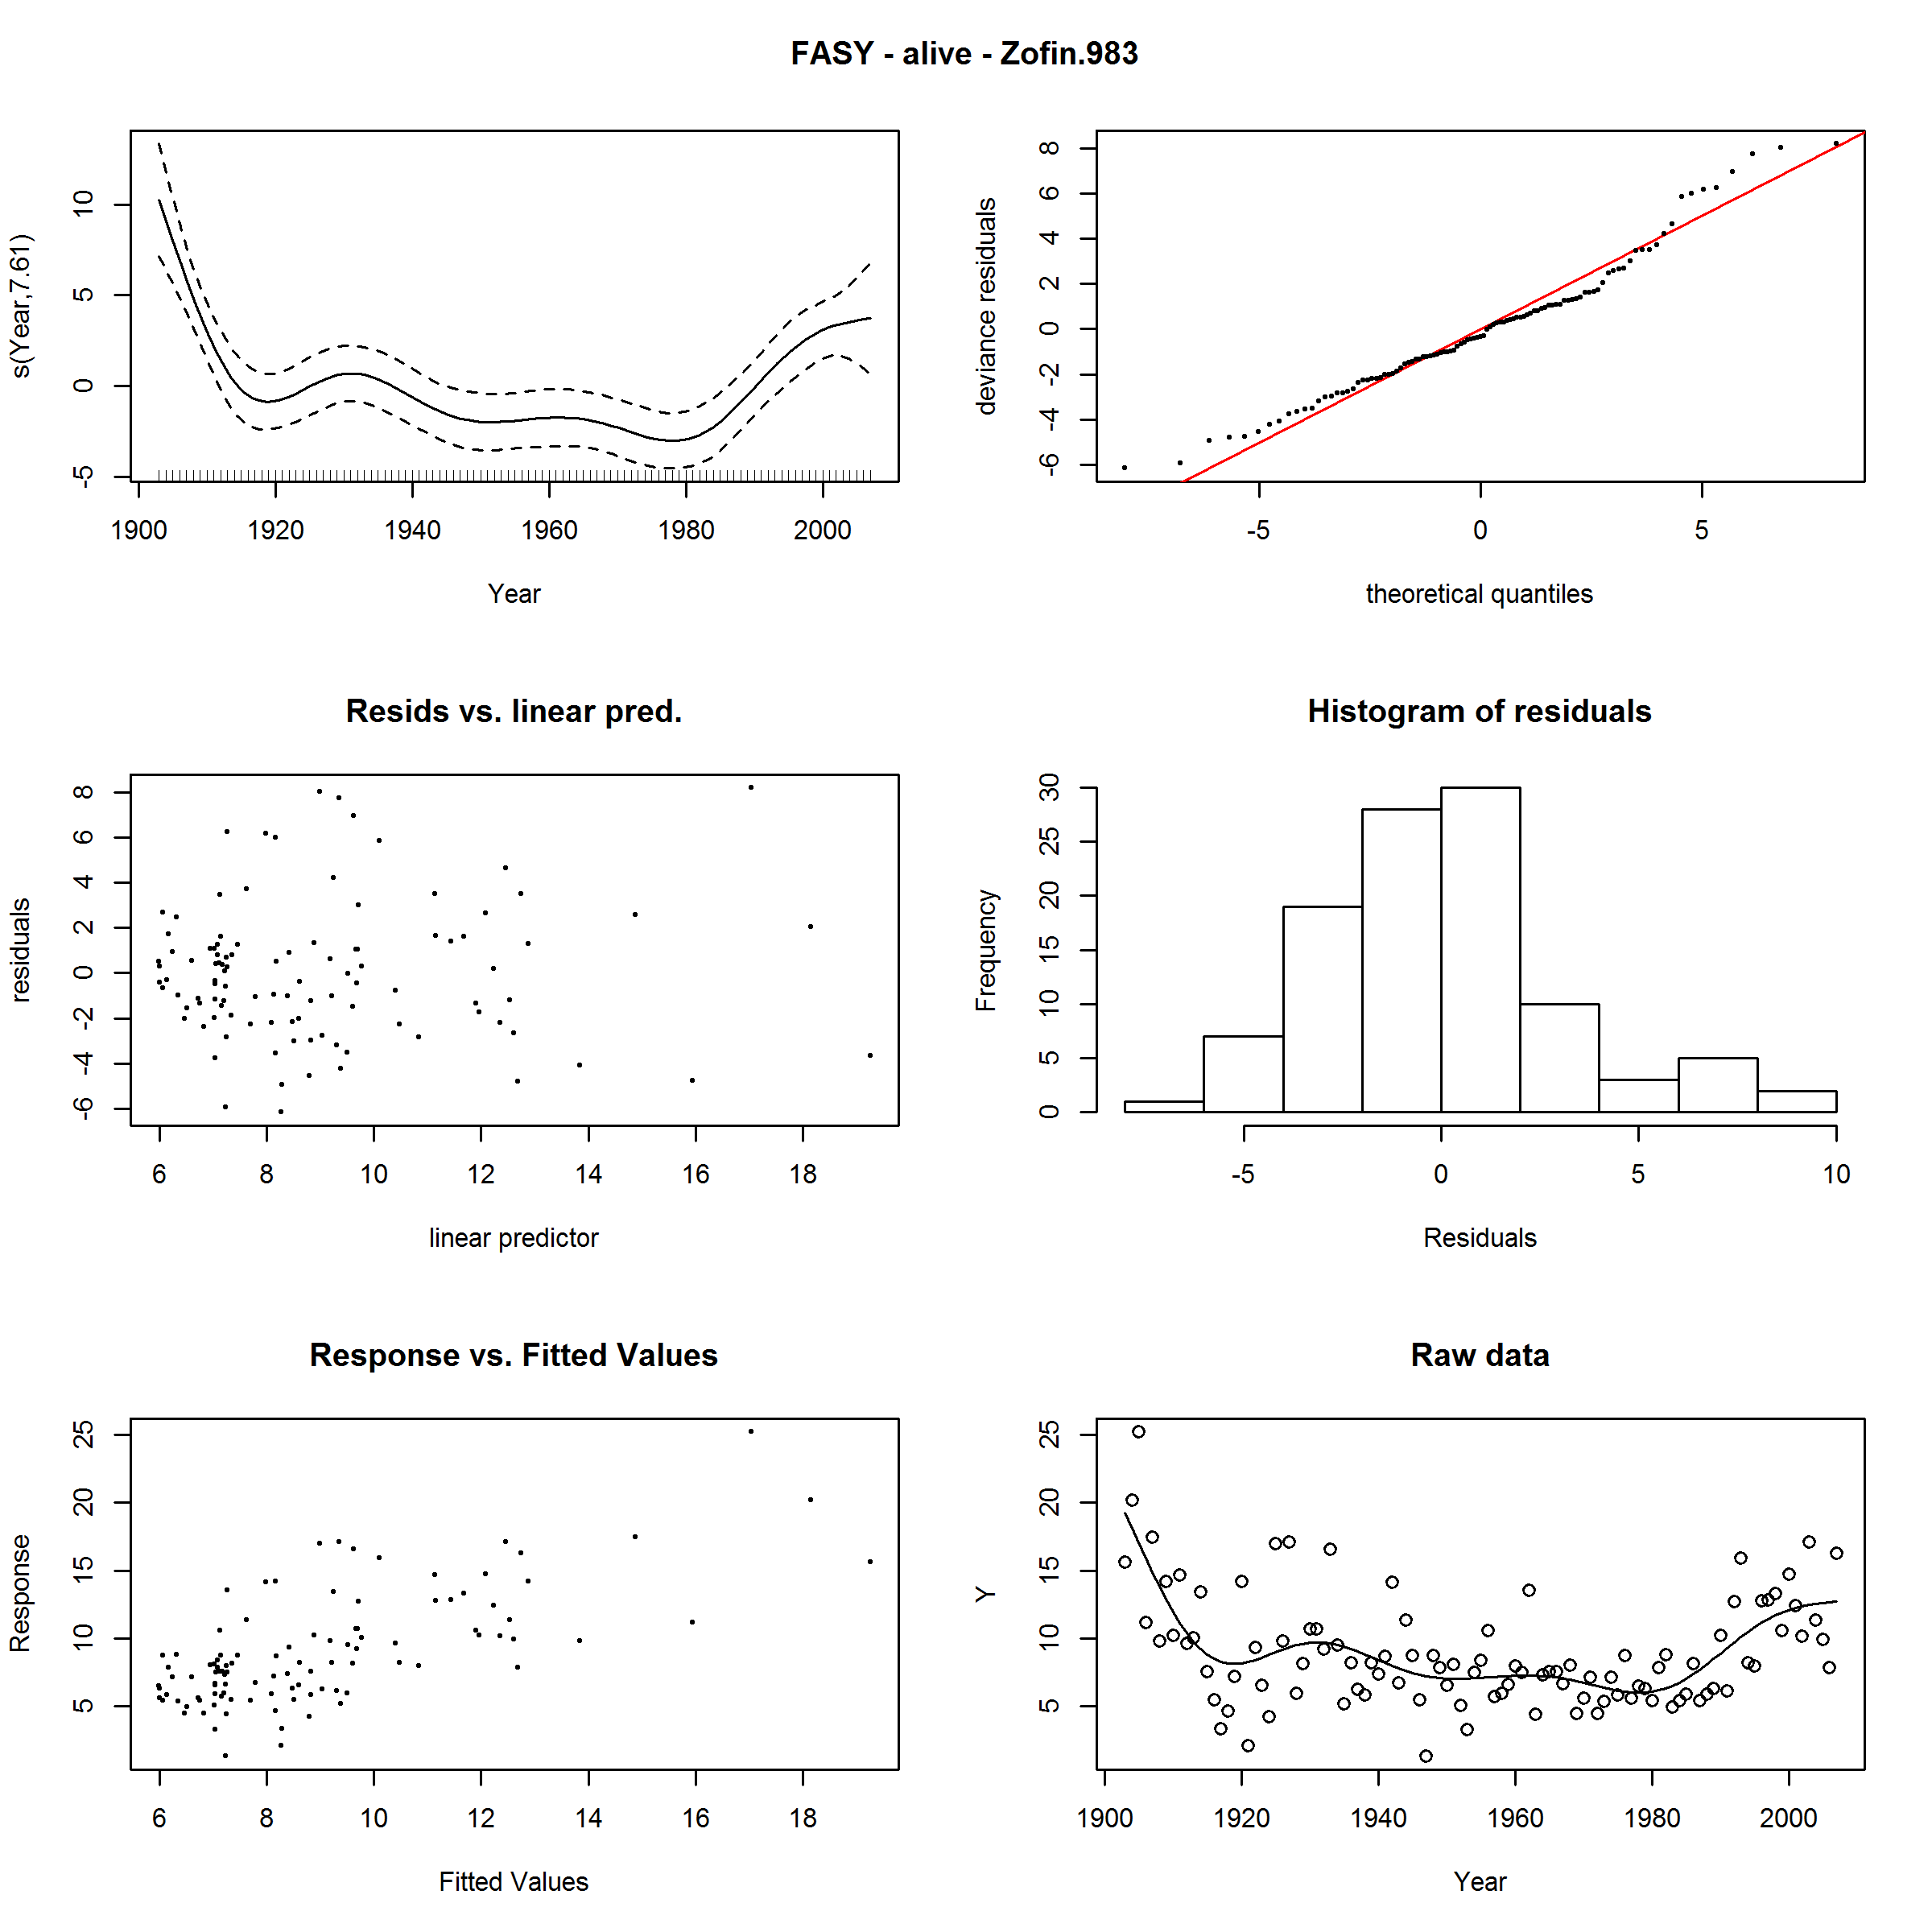 FASY - alive - Zofin.983
s(Year,7.61)
10
5
0
-5
1900 1920 1940 1960 1980 2000
Year
deviance residuals
8
6
4
2
0
-2
-4
-6
-5 0 5
theoretical quantiles
Resids vs. linear pred.
residuals
8
6
4
2
0
-2
-4
-6
6 8 10 12 14 16 18
linear predictor
Histogram of residuals
Frequency
30
25
20
15
10
5
0
-5 0 5 10
Residuals
Response vs. Fitted Values
Response
25
20
15
10
5
6 8 10 12 14 16 18
Fitted Values
Raw data
Y
25
20
15
10
5
1900 1920 1940 1960 1980 2000
Year